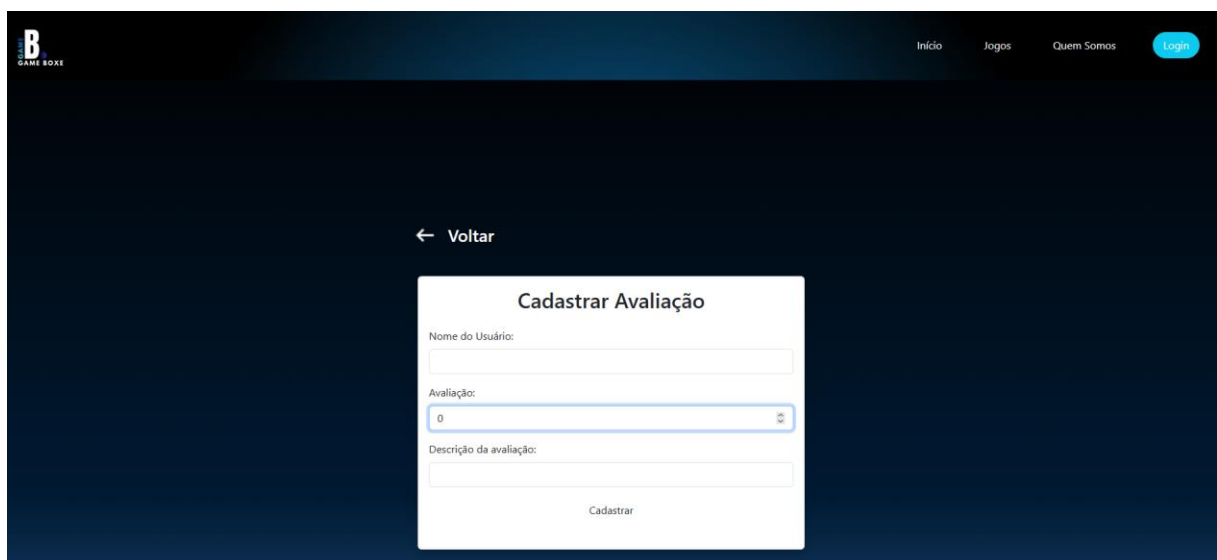 GAME
B
GAME BOXE
Início Jogos Quem Somos Login
← Voltar
Cadastrar Avaliação
Nome do Usuário:
Avaliação:
0
Descrição da avaliação:
Cadastrar